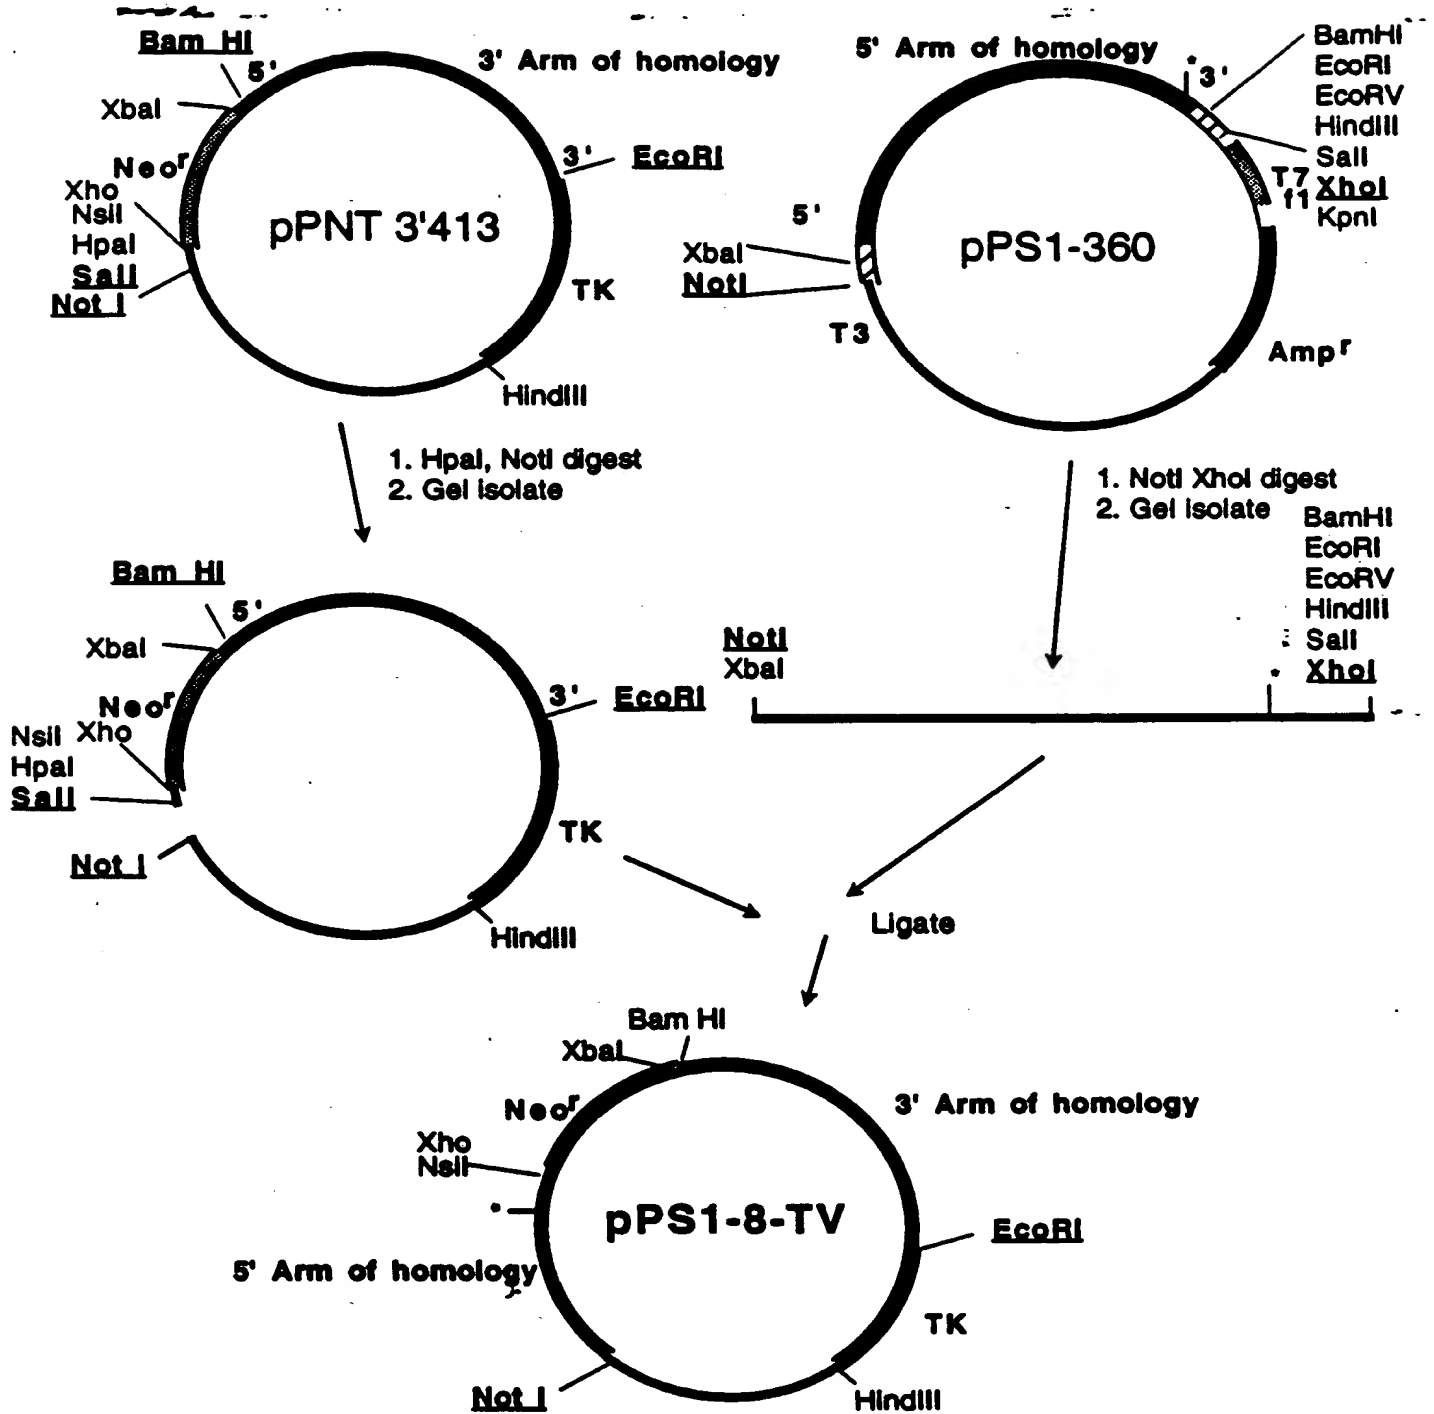 Bam HI
5'
3' Arm of homology
XbaI
Neor
Xho
NsiI
HpaI
SalI
Not I
3'
EcoRI
pPNT 3'413
TK
HindIII
5' Arm of homology
*
3'
BamHI
EcoRI
EcoRV
HindIII
SalI
XhoI
KpnI
T7
f1
5'
XbaI
NotI
pPS1-360
T3
Ampr
1. HpaI, NotI digest
2. Gel isolate
1. NotI XhoI digest
2. Gel isolate
Bam HI
5'
XbaI
Neor
Xho
NsiI
HpaI
SalI
Not I
3'
EcoRI
TK
HindIII
NotI
XbaI
BamHI
EcoRI
EcoRV
HindIII
SalI
XhoI
*
Ligate
Bam HI
XbaI
Neor
3' Arm of homology
Xho
NsiI
*
pPS1-8-TV
EcoRI
5' Arm of homology
TK
Not I
HindIII